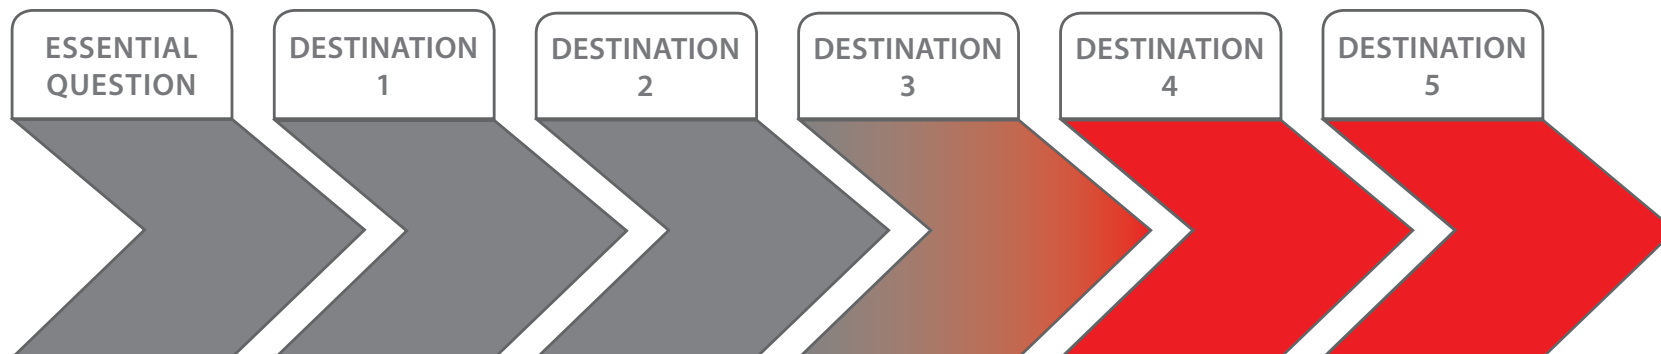 ESSENTIAL
QUESTION
DESTINATION
1
DESTINATION
2
DESTINATION
3
DESTINATION
4
DESTINATION
5